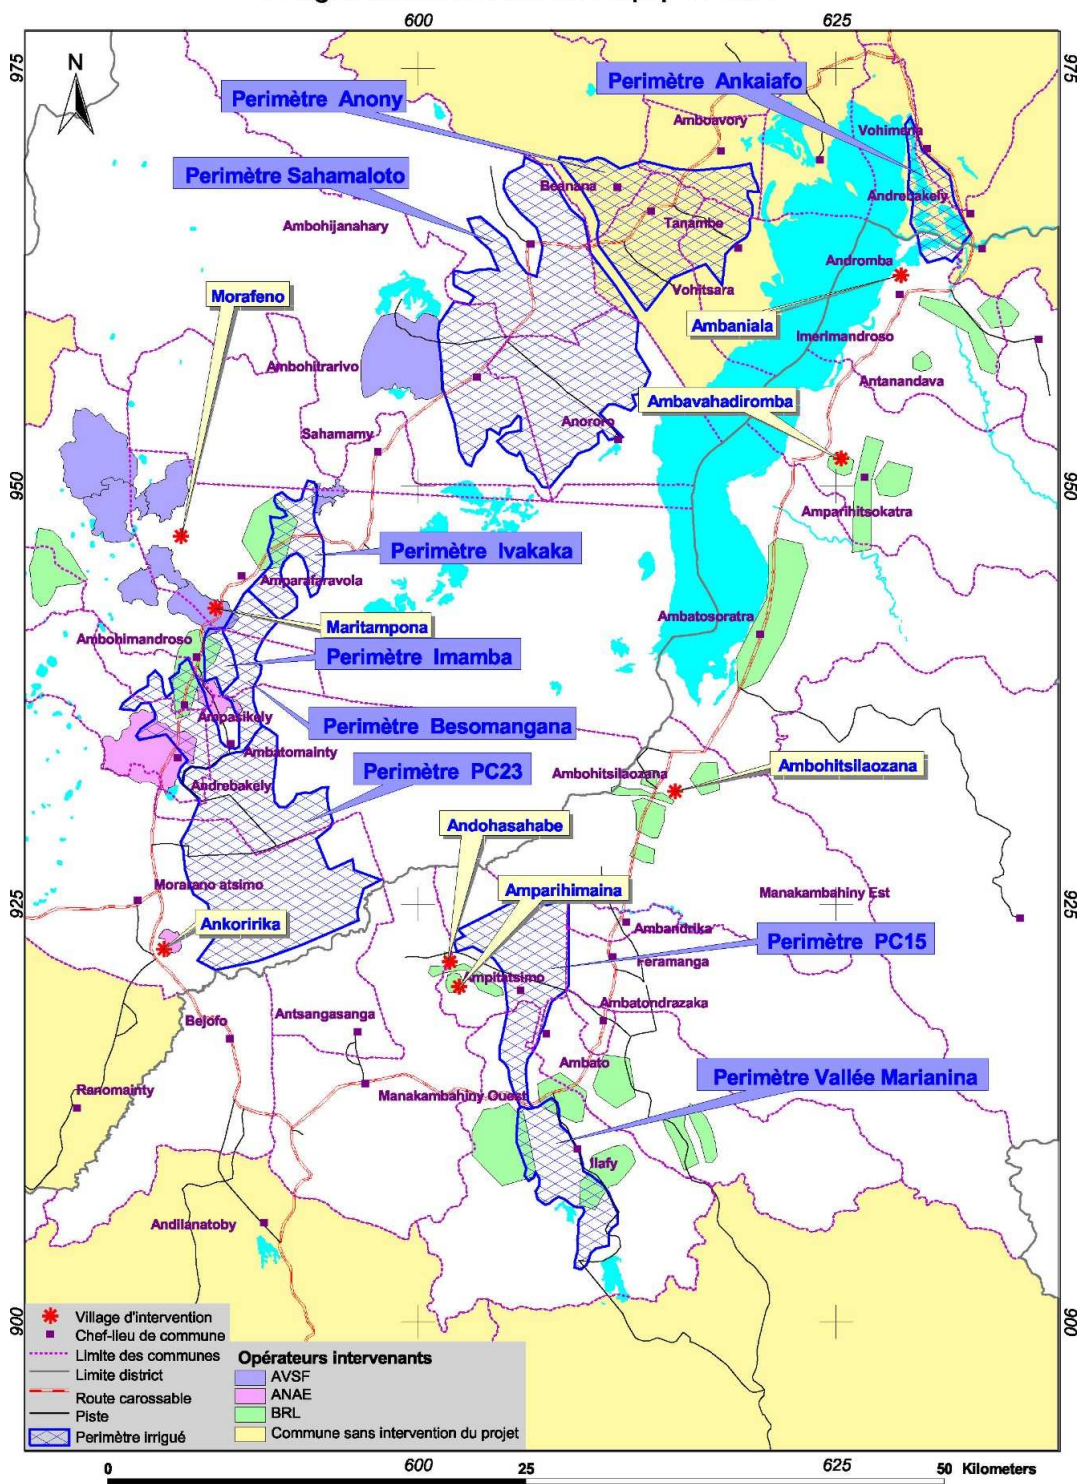 600
625
975
975
N
Perimètre Ankaiafo
Perimètre Anony
Amboavory
Vohimena
Perimètre Sahamaloto
Beanana
Andrebakely
Ambohijanahary
Tanambe
Andromba
Vohitsara
Morafeno
Ambaniala
Imerimandroso
Ambohitrarivo
Antanandava
Ambavahadiromba
Sahamamy
Anororo
950
950
Amparihitsokatra
Perimètre Ivakaka
Amparafaravola
Maritampona
Ambatosoratra
Ambohimandroso
Perimètre Imamba
Ampasikely
Perimètre Besomangana
Ambatomainty
Perimètre PC23
Ambohitsilaozana
Ambohitsilaozana
Andrebakely
Andohasahabe
Morarano atsimo
Amparihimaina
Manakambahiny Est
925
925
Ankoririka
Ambandrika
Perimètre PC15
Feramanga
Ampitatsimo
Antsangasanga
Ambatondrazaka
Bejofo
Ambato
Ranomainty
Manakambahiny Ouest
Perimètre Vallée Marianina
Ilafy
Andilanatoby
900
900
Village d'intervention
Chef-lieu de commune
Limite des communes
Limite district
Route carossable
Piste
Perimètre irrigué
Opérateurs intervenants
AVSF
ANAE
BRL
Commune sans intervention du projet
600
625
0
25
50 Kilometers